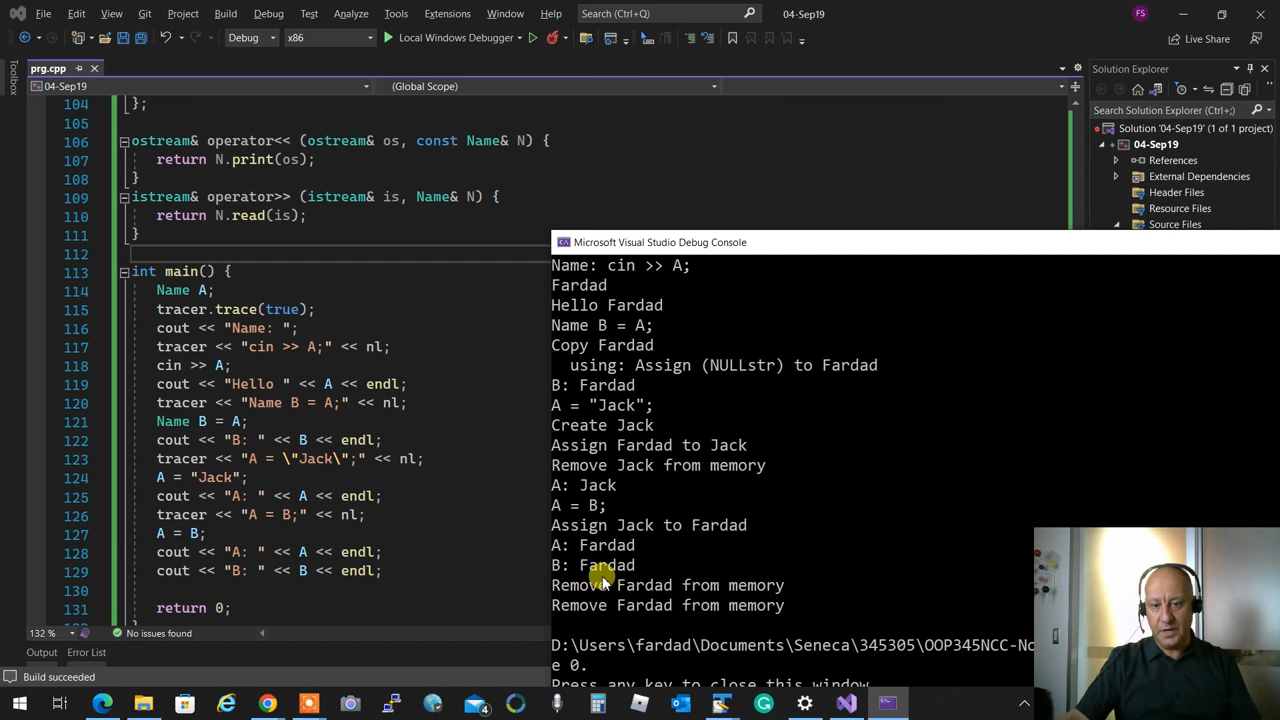 File Edit View Git Project Build Debug Test Analyze Tools Extensions Window Help Search (Ctrl+Q) 04-Sep19 FS
Debug x86 Local Windows Debugger Live Share
Toolbox
prg.cpp
04-Sep19 (Global Scope)
104 };
105
106 ostream& operator<< (ostream& os, const Name& N) {
107 return N.print(os);
108 }
109 istream& operator>> (istream& is, Name& N) {
110 return N.read(is);
111 }
112
113 int main() {
114 Name A;
115 tracer.trace(true);
116 cout << "Name: ";
117 tracer << "cin >> A;" << nl;
118 cin >> A;
119 cout << "Hello " << A << endl;
120 tracer << "Name B = A;" << nl;
121 Name B = A;
122 cout << "B: " << B << endl;
123 tracer << "A = \"Jack\";" << nl;
124 A = "Jack";
125 cout << "A: " << A << endl;
126 tracer << "A = B;" << nl;
127 A = B;
128 cout << "A: " << A << endl;
129 cout << "B: " << B << endl;
130
131 return 0;
132 %
No issues found
Output Error List
Build succeeded
Solution Explorer
Search Solution Explorer (Ctrl+;)
Solution '04-Sep19' (1 of 1 project)
04-Sep19
References
External Dependencies
Header Files
Resource Files
Source Files
Microsoft Visual Studio Debug Console
Name: cin >> A;
Fardad
Hello Fardad
Name B = A;
Copy Fardad
using: Assign (NULLstr) to Fardad
B: Fardad
A = "Jack";
Create Jack
Assign Fardad to Jack
Remove Jack from memory
A: Jack
A = B;
Assign Jack to Fardad
A: Fardad
B: Fardad
Remove Fardad from memory
Remove Fardad from memory
D:\Users\fardad\Documents\Seneca\345305\OOP345NCC-No
e 0.
Press any key to close this window
4